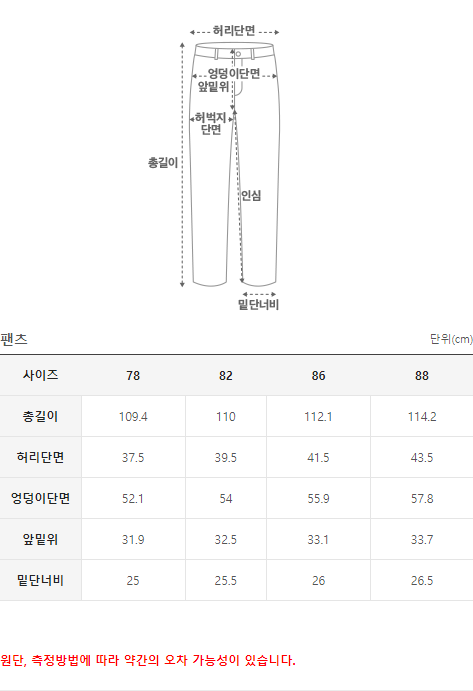 허리단면
엉덩이단면
앞밑위
허벅지
단면
총길이
인심
밑단너비
팬츠 단위(cm)
사이즈 78 82 86 88
총길이 109.4 110 112.1 114.2
허리단면 37.5 39.5 41.5 43.5
엉덩이단면 52.1 54 55.9 57.8
앞밑위 31.9 32.5 33.1 33.7
밑단너비 25 25.5 26 26.5
원단, 측정방법에 따라 약간의 오차 가능성이 있습니다.